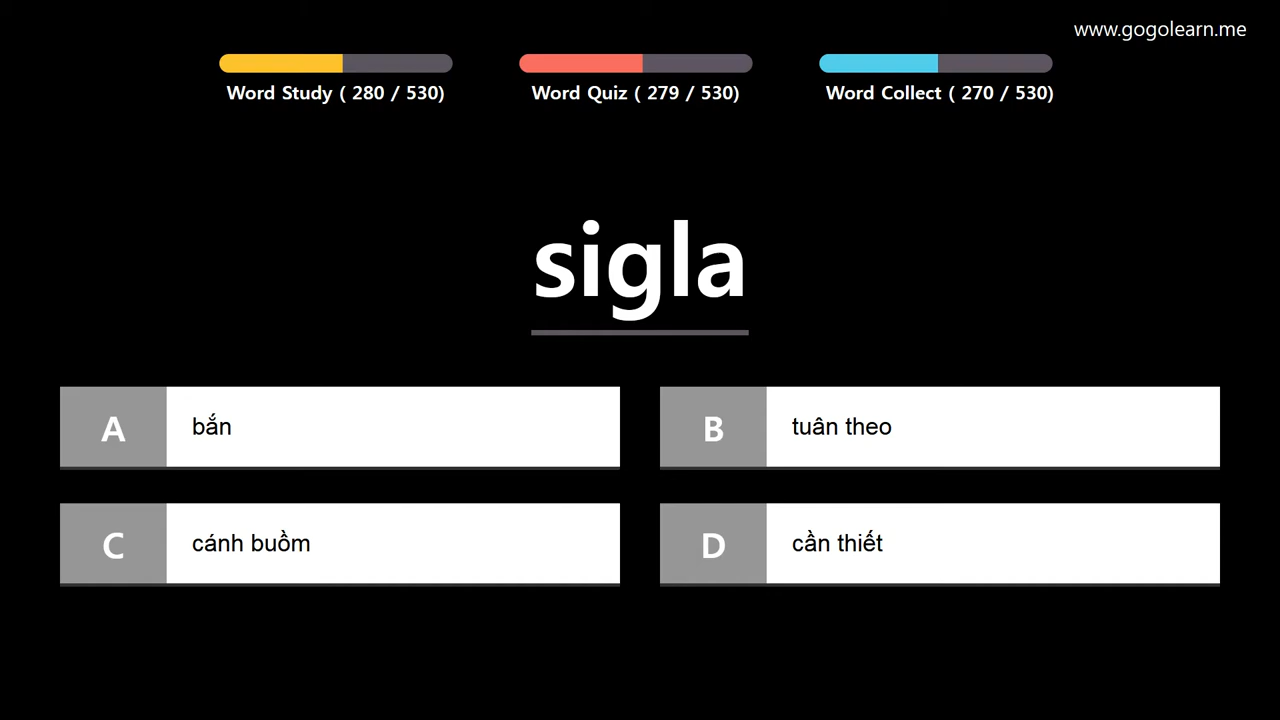 www.gogolearn.me
Word Study ( 280 / 530)
Word Quiz ( 279 / 530)
Word Collect ( 270 / 530)
sigla
A bắn
B tuân theo
C cánh buồm
D cần thiết